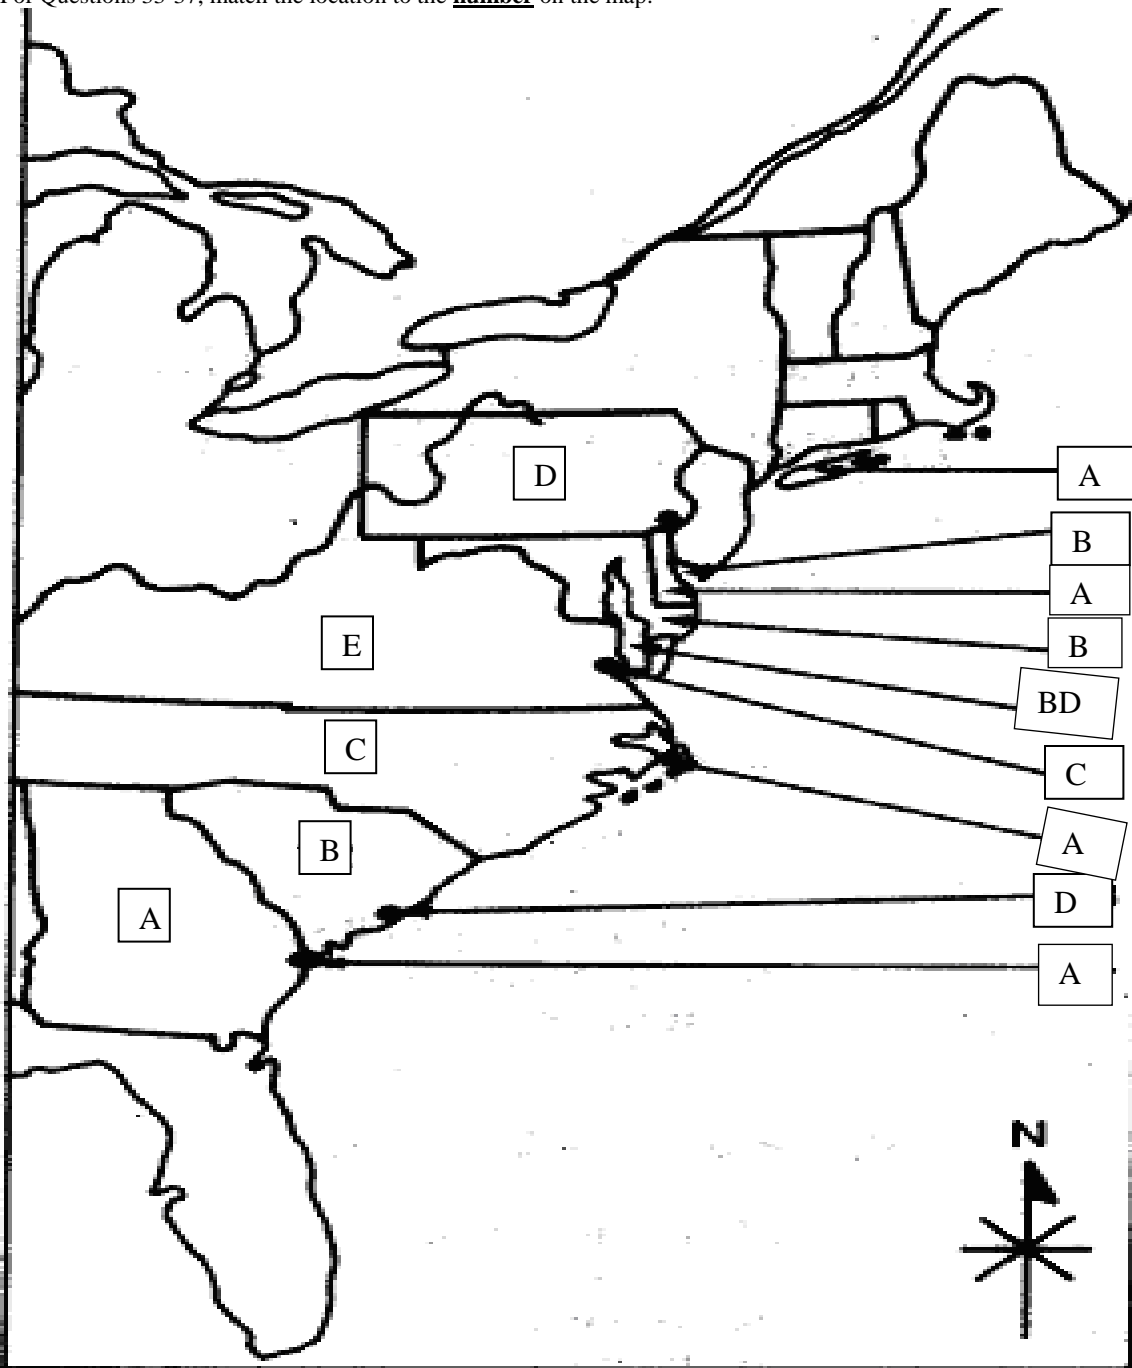 For Questions 33-37, match the location to the number on the map.
D
A
B
A
E
B
BD
C
C
A
B
A
D
A
N